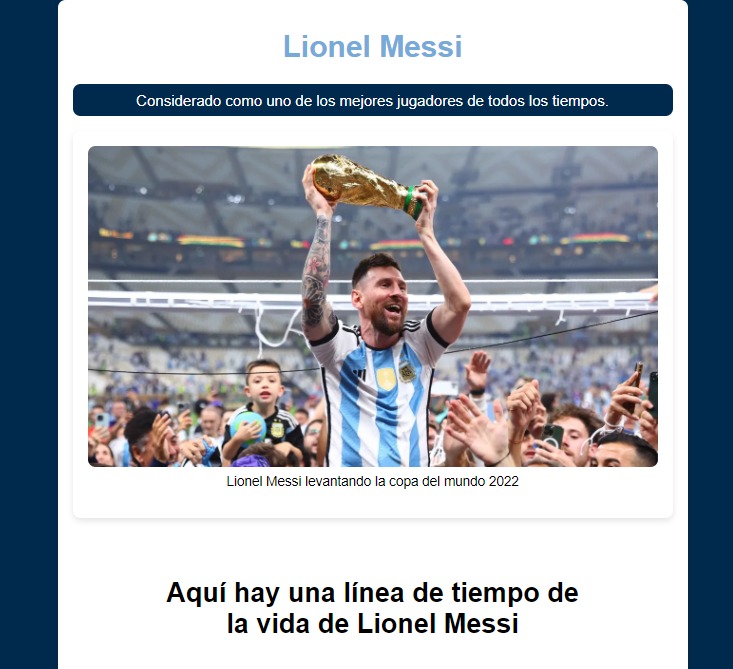 Lionel Messi
Considerado como uno de los mejores jugadores de todos los tiempos.
Lionel Messi levantando la copa del mundo 2022
Aquí hay una línea de tiempo de
la vida de Lionel Messi